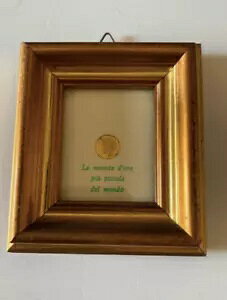 La moneta d'oro
più piccola
del mondo